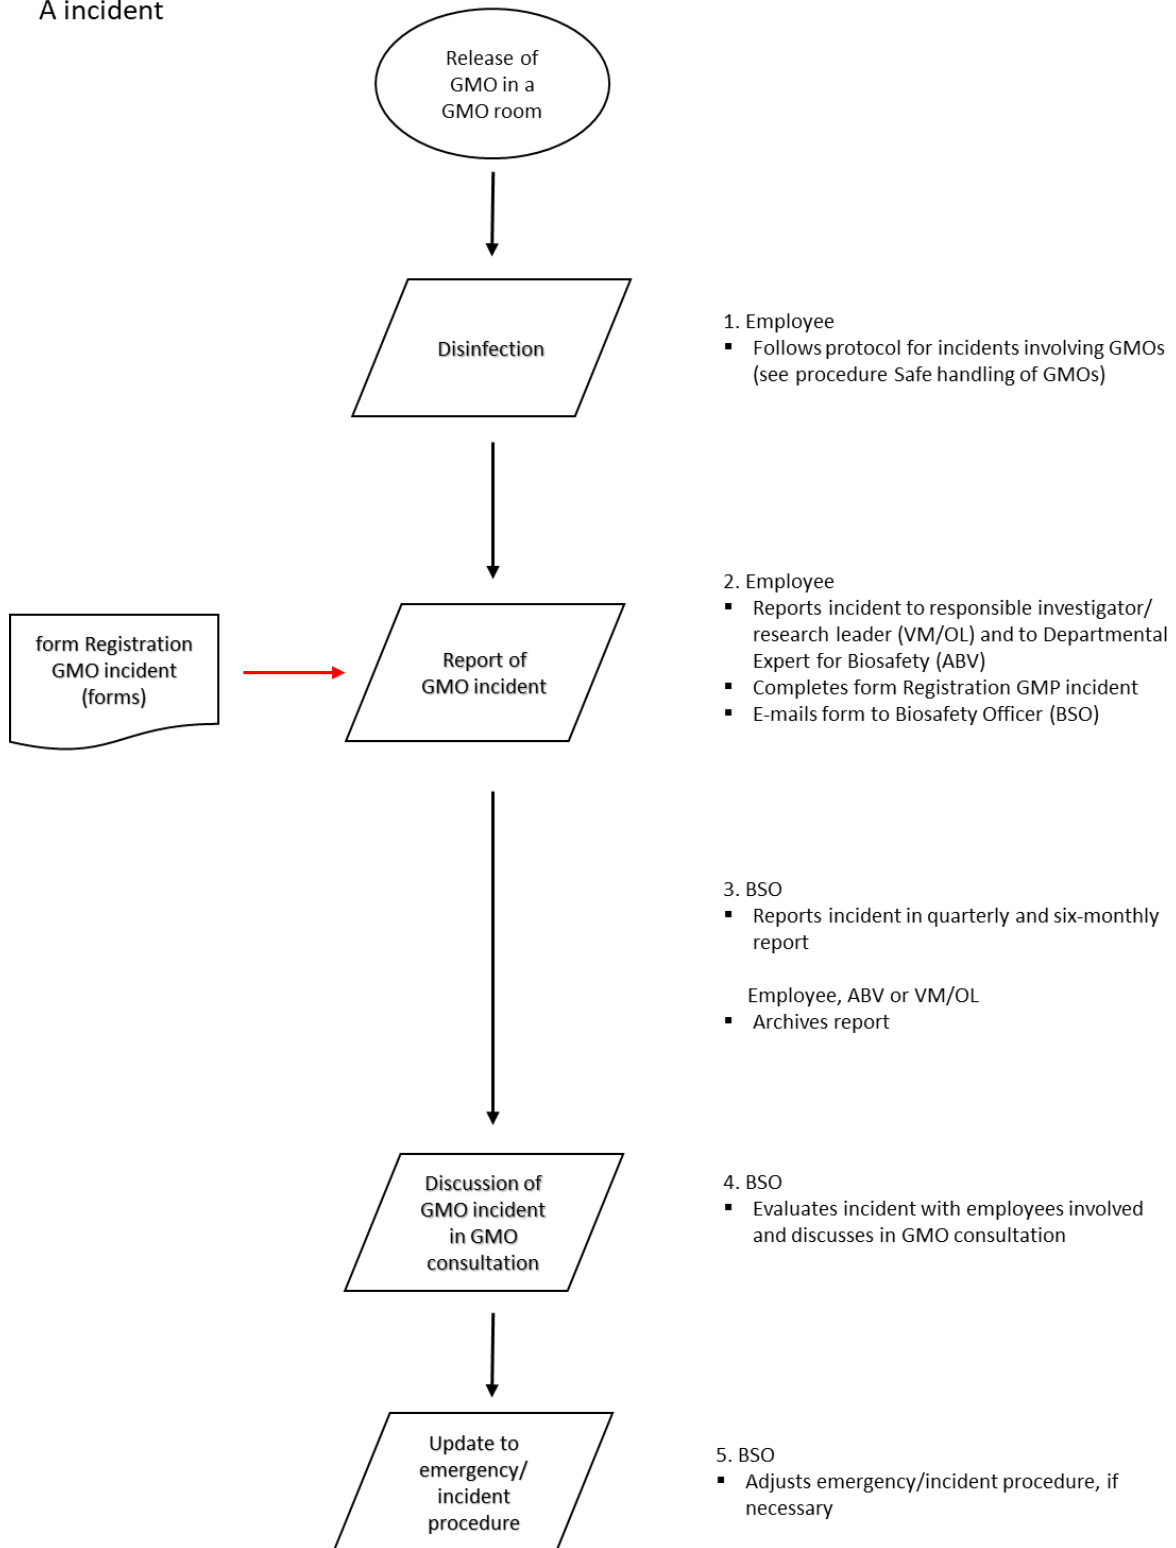 A incident
Release of
GMO in a
GMO room
Disinfection
1. Employee
▪ Follows protocol for incidents involving GMOs
(see procedure Safe handling of GMOs)
form Registration
GMO incident
(forms)
Report of
GMO incident
2. Employee
▪ Reports incident to responsible investigator/
research leader (VM/OL) and to Departmental
Expert for Biosafety (ABV)
▪ Completes form Registration GMP incident
▪ E-mails form to Biosafety Officer (BSO)
3. BSO
▪ Reports incident in quarterly and six-monthly
report
Employee, ABV or VM/OL
▪ Archives report
Discussion of
GMO incident
in GMO
consultation
4. BSO
▪ Evaluates incident with employees involved
and discusses in GMO consultation
Update to
emergency/
incident
procedure
5. BSO
▪ Adjusts emergency/incident procedure, if
necessary